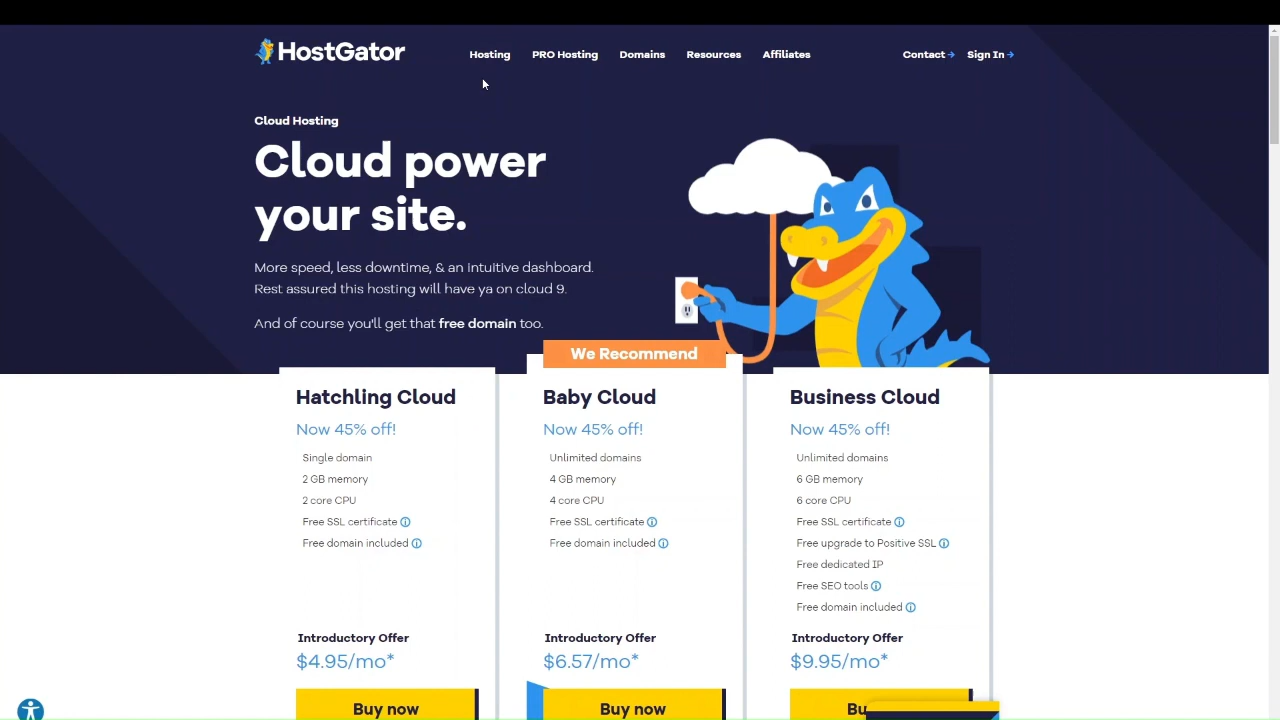 HostGator
Hosting
PRO Hosting
Domains
Resources
Affiliates
Contact
Sign In
Cloud Hosting
Cloud power
your site.
More speed, less downtime, & an intuitive dashboard.
Rest assured this hosting will have ya on cloud 9.
And of course you'll get that free domain too.
Hatchling Cloud
Now 45% off!
Single domain
2 GB memory
2 core CPU
Free SSL certificate
Free domain included
Introductory Offer
$4.95/mo*
Buy now
We Recommend
Baby Cloud
Now 45% off!
Unlimited domains
4 GB memory
4 core CPU
Free SSL certificate
Free domain included
Introductory Offer
$6.57/mo*
Buy now
Business Cloud
Now 45% off!
Unlimited domains
6 GB memory
6 core CPU
Free SSL certificate
Free upgrade to Positive SSL
Free dedicated IP
Free SEO tools
Free domain included
Introductory Offer
$9.95/mo*
Bu